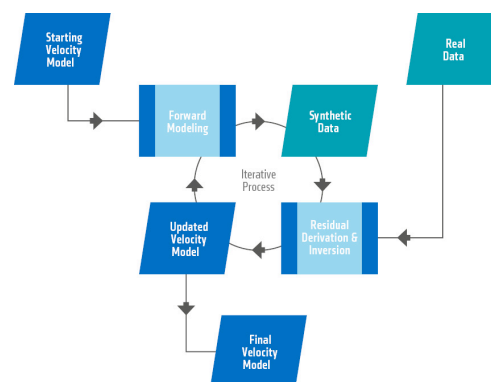 Starting
Velocity
Model
Real
Data
Forward
Modeling
Synthetic
Data
Iterative
Process
Updated
Velocity
Model
Residual
Derivation &
Inversion
Final
Velocity
Model